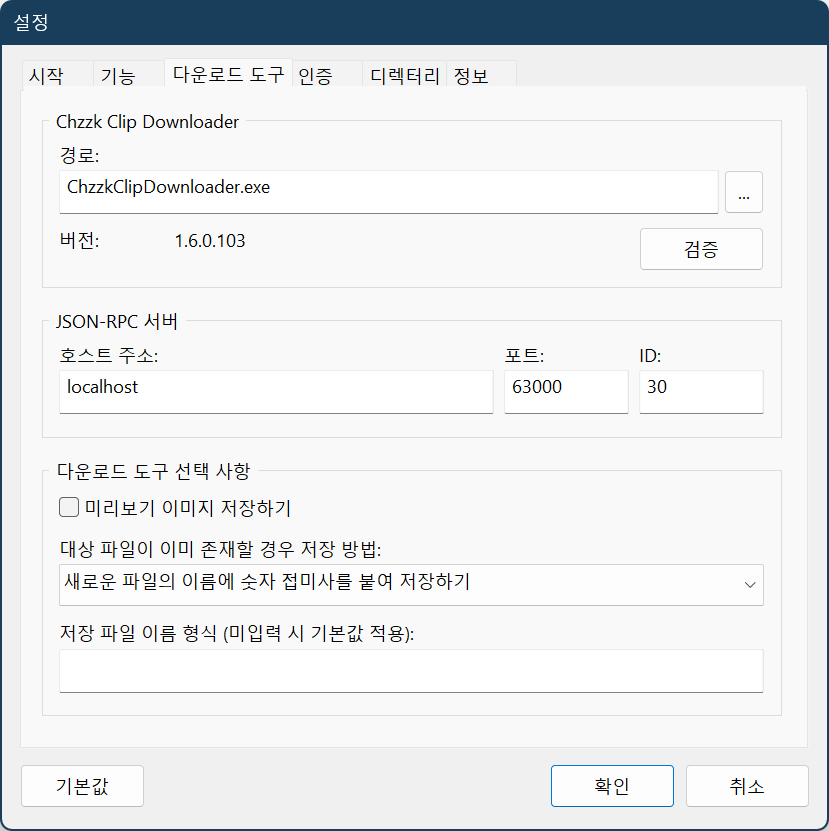 설정
시작 기능 다운로드 도구 인증 디렉터리 정보
Chzzk Clip Downloader
경로:
ChzzkClipDownloader.exe
...
버전: 1.6.0.103
검증
JSON-RPC 서버
호스트 주소: 포트: ID:
localhost 63000 30
다운로드 도구 선택 사항
미리보기 이미지 저장하기
대상 파일이 이미 존재할 경우 저장 방법:
새로운 파일의 이름에 숫자 접미사를 붙여 저장하기
저장 파일 이름 형식 (미입력 시 기본값 적용):
기본값 확인 취소